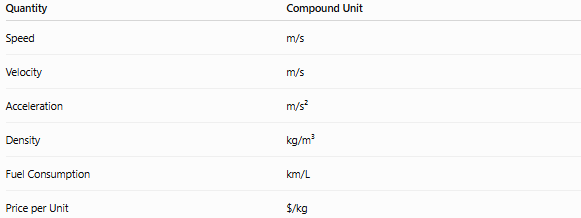 Quantity Compound Unit
Speed m/s
Velocity m/s
Acceleration m/s²
Density kg/m³
Fuel Consumption km/L
Price per Unit $/kg